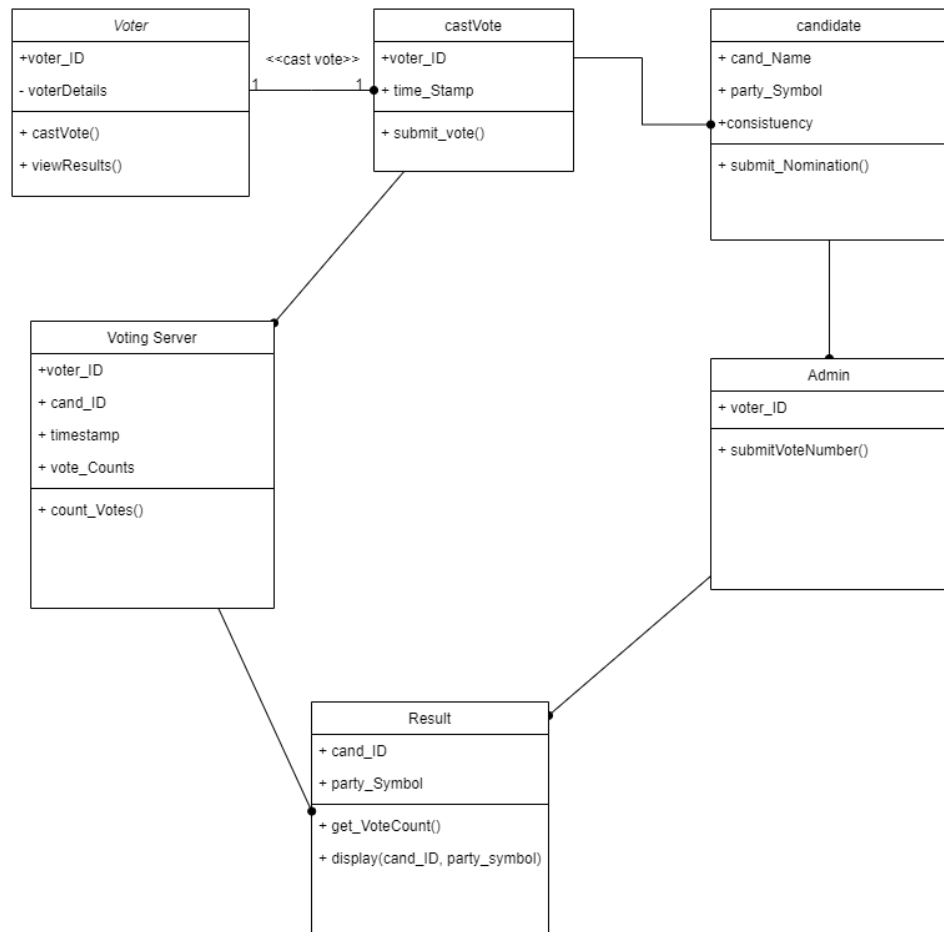 Voter
+voter_ID
- voterDetails
+ castVote()
+ viewResults()
<<cast vote>>
1
1
castVote
+voter_ID
+ time_Stamp
+ submit_vote()
candidate
+ cand_Name
+ party_Symbol
+consistuency
+ submit_Nomination()
Voting Server
+voter_ID
+ cand_ID
+ timestamp
+ vote_Counts
+ count_Votes()
Admin
+ voter_ID
+ submitVoteNumber()
Result
+ cand_ID
+ party_Symbol
+ get_VoteCount()
+ display(cand_ID, party_symbol)